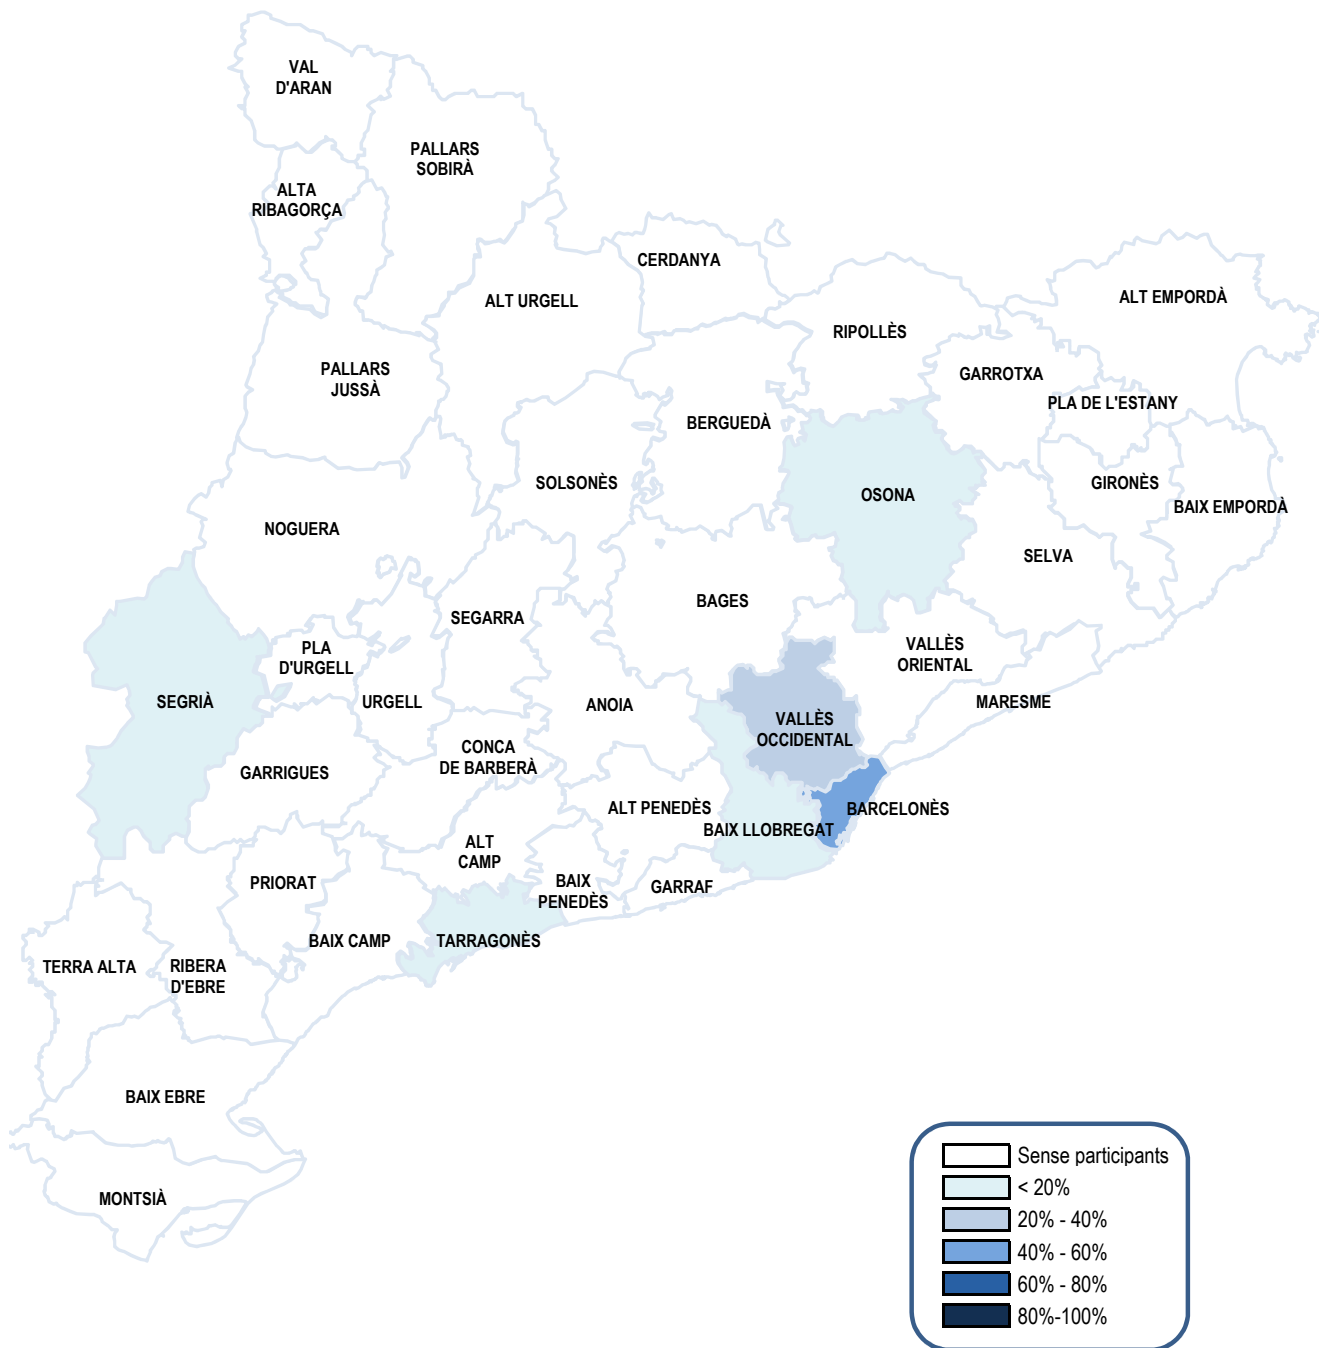 VAL
D'ARAN
PALLARS
SOBIRÀ
ALTA
RIBAGORÇA
CERDANYA
ALT URGELL
ALT EMPORDÀ
RIPOLLÈS
PALLARS
JUSSÀ
GARROTXA
PLA DE L'ESTANY
BERGUEDÀ
SOLSONÈS
OSONA
GIRONÈS
BAIX EMPORDÀ
NOGUERA
SELVA
BAGES
SEGARRA
PLA
D'URGELL
VALLÈS
ORIENTAL
SEGRIÀ
URGELL
ANOIA
MARESME
VALLÈS
OCCIDENTAL
CONCA
DE BARBERÀ
GARRIGUES
ALT PENEDÈS
BARCELONÈS
BAIX LLOBREGAT
ALT
CAMP
PRIORAT
BAIX
PENEDÈS
GARRAF
BAIX CAMP
TARRAGONÈS
TERRA ALTA
RIBERA
D'EBRE
BAIX EBRE
MONTSIÀ
Sense participants
< 20%
20% - 40%
40% - 60%
60% - 80%
80%-100%